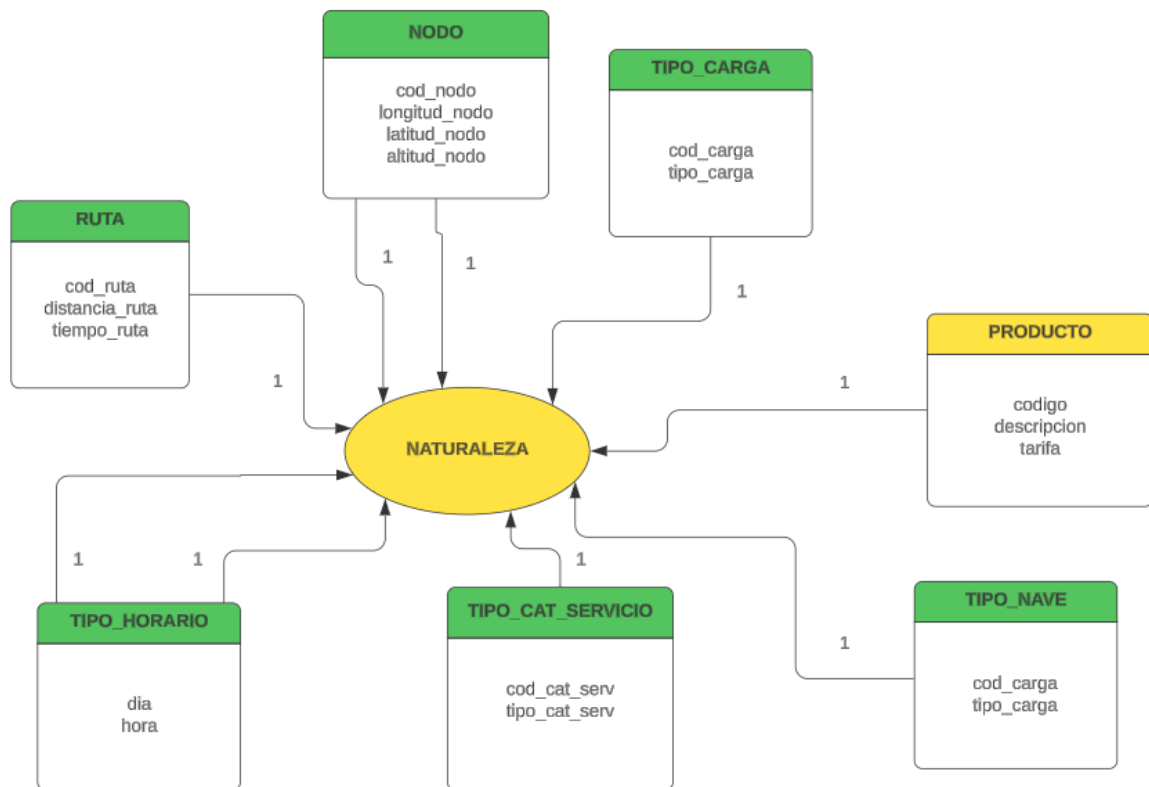 NODO
cod_nodo
longitud_nodo
latitud_nodo
altitud_nodo
TIPO_CARGA
cod_carga
tipo_carga
RUTA
cod_ruta
distancia_ruta
tiempo_ruta
1
1
1
1
PRODUCTO
codigo
descripcion
tarifa
1
NATURALEZA
1
1
1
1
TIPO_HORARIO
dia
hora
TIPO_CAT_SERVICIO
cod_cat_serv
tipo_cat_serv
TIPO_NAVE
cod_carga
tipo_carga